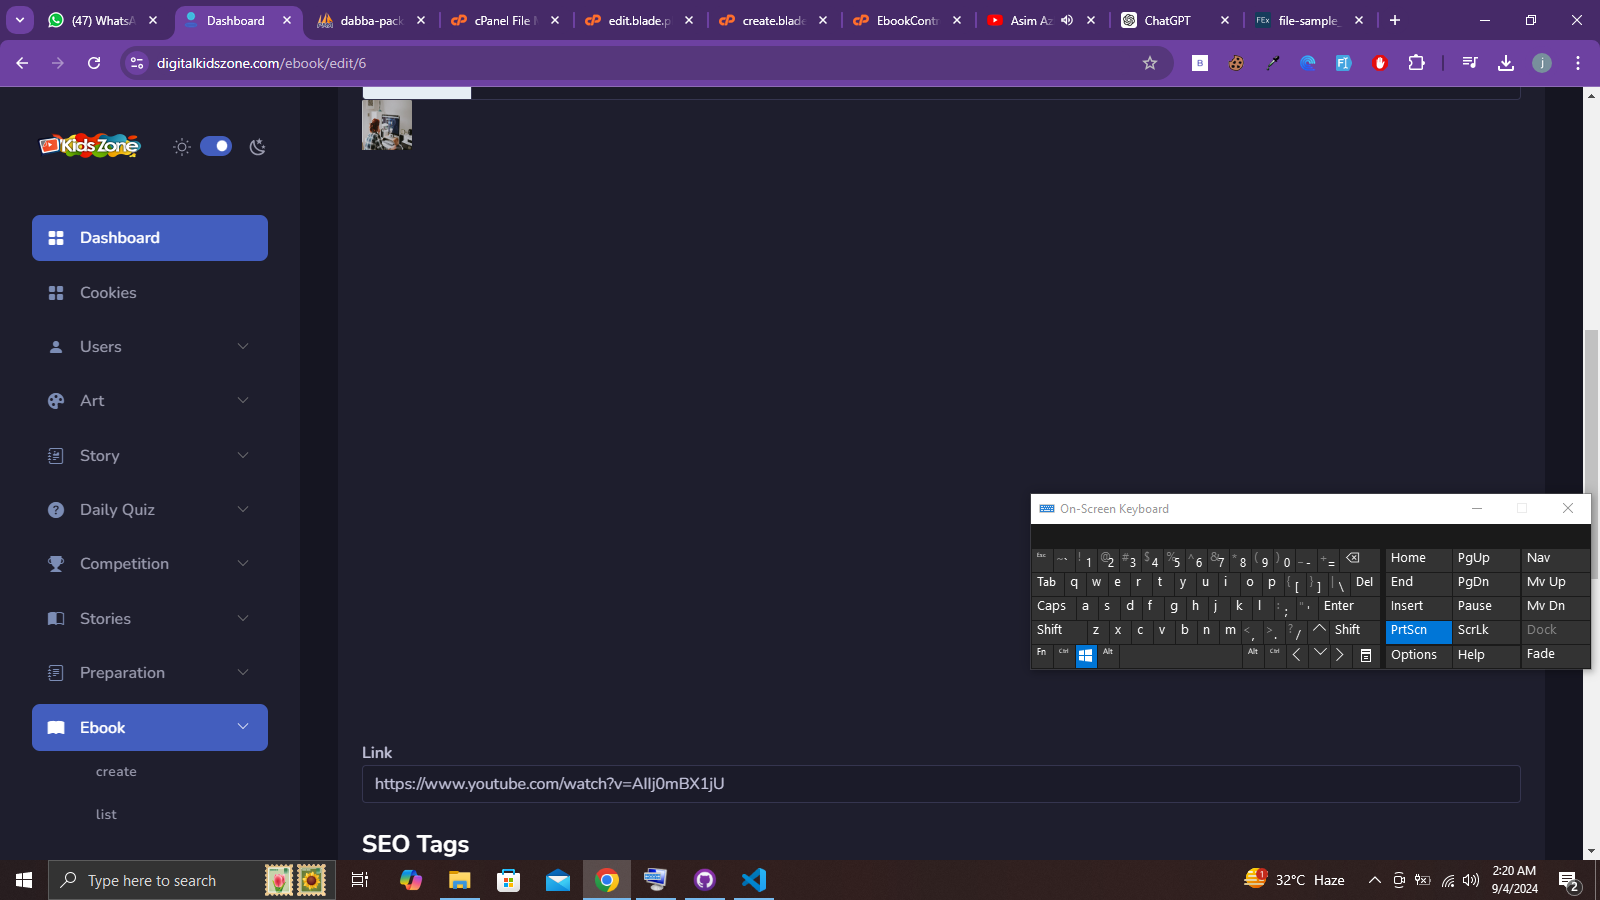 (47) WhatsA
Dashboard
dabba-pack
cPanel File M
edit.blade.p
create.blade
EbookContr
Asim Az
ChatGPT
file-sample_
digitalkidszone.com/ebook/edit/6
Kids Zone
Dashboard
Cookies
Users
Art
Story
Daily Quiz
Competition
Stories
Preparation
Ebook
create
list
Link
https://www.youtube.com/watch?v=AIIj0mBX1jU
SEO Tags
On-Screen Keyboard
Esc ~ ` ! 1 @ 2 # 3 $ 4 % 5 ^ 6 & 7 * 8 ( 9 ) 0 _ - + = Home PgUp Nav
Tab q w e r t y u i o p { [ } ] | \ Del End PgDn Mv Up
Caps a s d f g h j k l : ; " ' Enter Insert Pause Mv Dn
Shift z x c v b n m < , > . ? / Shift PrtScn ScrLk Dock
Fn Ctrl Alt Alt Ctrl Options Help Fade
Type here to search
32°C Haze
2:20 AM
9/4/2024
2